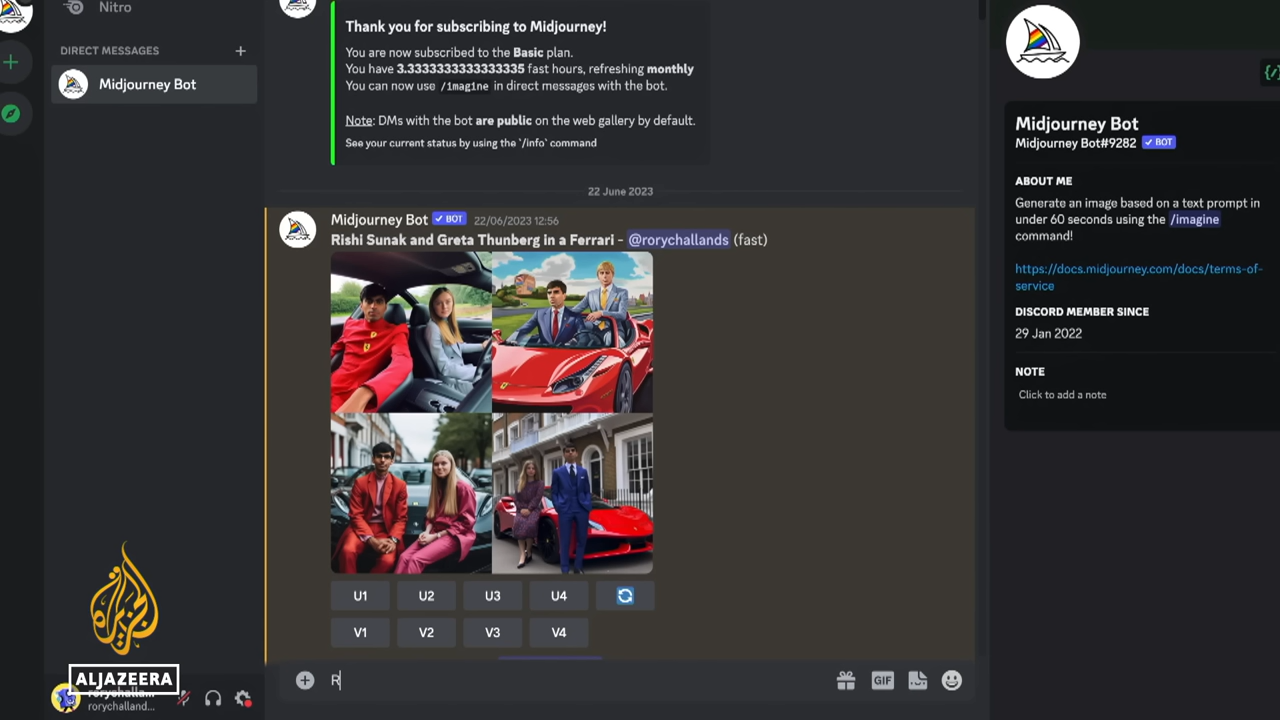 Nitro
DIRECT MESSAGES
Midjourney Bot
Thank you for subscribing to Midjourney!
You are now subscribed to the Basic plan.
You have 3.3333333333333335 fast hours, refreshing monthly
You can now use /imagine in direct messages with the bot.
Note: DMs with the bot are public on the web gallery by default.
See your current status by using the `/info` command
22 June 2023
Midjourney Bot BOT 22/06/2023 12:56
Rishi Sunak and Greta Thunberg in a Ferrari - @rorychallands (fast)
U1 U2 U3 U4
V1 V2 V3 V4
R
GIF
rorychalla...
rorychalland...
ALJAZEERA
الجزيرة
Midjourney Bot
Midjourney Bot#9282 BOT
ABOUT ME
Generate an image based on a text prompt in
under 60 seconds using the /imagine
command!
https://docs.midjourney.com/docs/terms-of-
service
DISCORD MEMBER SINCE
29 Jan 2022
NOTE
Click to add a note